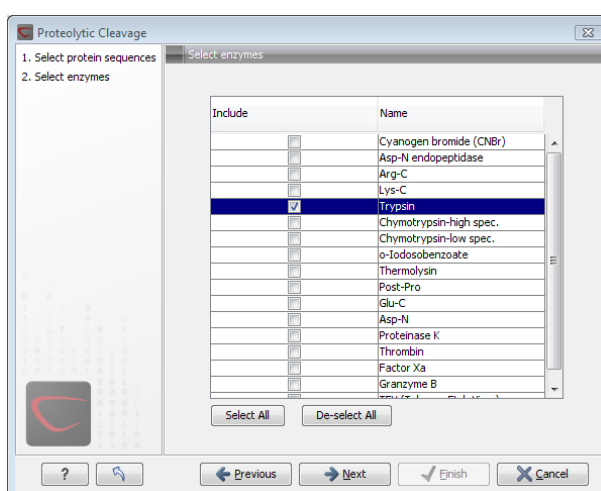 Proteolytic Cleavage
1. Select protein sequences
2. Select enzymes
Select enzymes
Include Name
Cyanogen bromide (CNBr)
Asp-N endopeptidase
Arg-C
Lys-C
Trypsin
Chymotrypsin-high spec.
Chymotrypsin-low spec.
o-Iodosobenzoate
Thermolysin
Post-Pro
Glu-C
Asp-N
Proteinase K
Thrombin
Factor Xa
Granzyme B
Select All De-select All
? Previous Next Finish Cancel